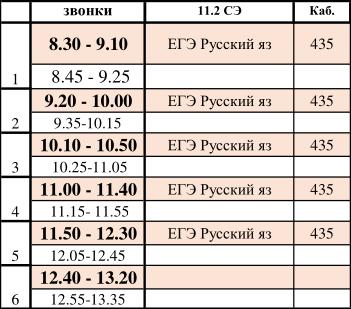 звонки 11.2 СЭ Каб.
8.30 - 9.10 ЕГЭ Русский яз 435
1 8.45 - 9.25
9.20 - 10.00 ЕГЭ Русский яз 435
2 9.35-10.15
10.10 - 10.50 ЕГЭ Русский яз 435
3 10.25-11.05
11.00 - 11.40 ЕГЭ Русский яз 435
4 11.15- 11.55
11.50 - 12.30 ЕГЭ Русский яз 435
5 12.05-12.45
12.40 - 13.20
6 12.55-13.35